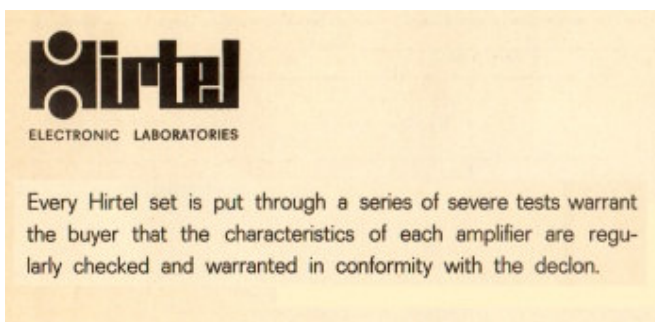 Hirtel
ELECTRONIC LABORATORIES
Every Hirtel set is put through a series of severe tests warrant
the buyer that the characteristics of each amplifier are regu-
larly checked and warranted in conformity with the declon.